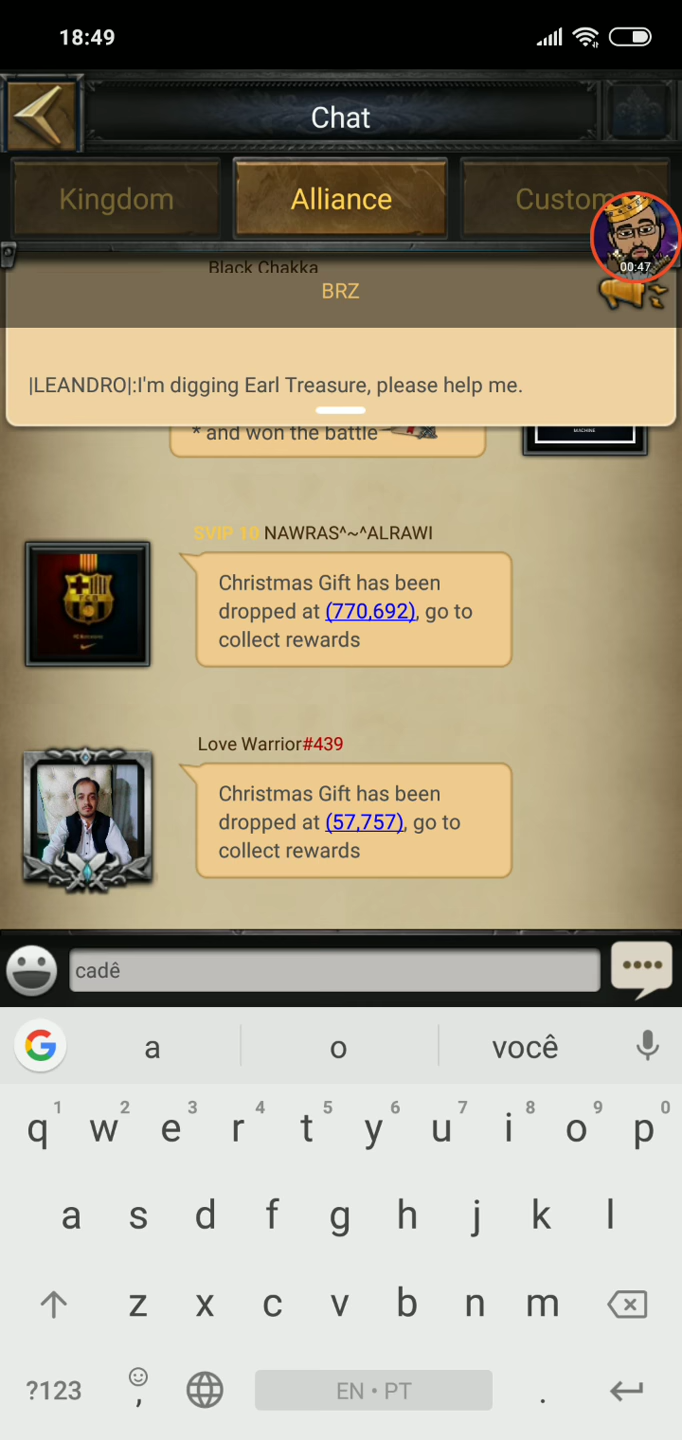 18:49
Chat
Kingdom
Alliance
Custom
00:47
Black Chakka
BRZ
|LEANDRO|:I'm digging Earl Treasure, please help me.
* and won the battle
MACHINE
SVIP 10 NAWRAS^~^ALRAWI
Christmas Gift has been
dropped at (770,692), go to
collect rewards
Love Warrior#439
Christmas Gift has been
dropped at (57,757), go to
collect rewards
cadê
G
a
o
você
1 2 3 4 5 6 7 8 9 0
q w e r t y u i o p
a s d f g h j k l
z x c v b n m
?123
,
EN • PT
.